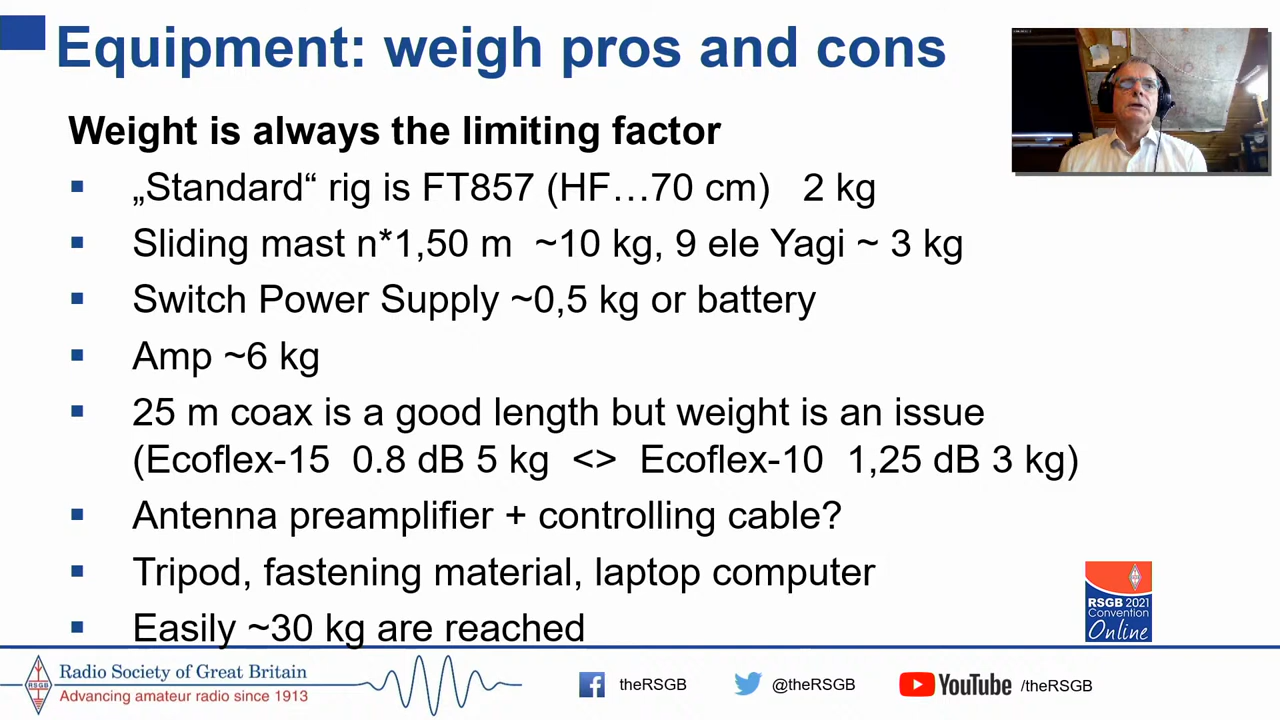 Equipment: weigh pros and cons
Weight is always the limiting factor
„Standard“ rig is FT857 (HF…70 cm) 2 kg
Sliding mast n*1,50 m ~10 kg, 9 ele Yagi ~ 3 kg
Switch Power Supply ~0,5 kg or battery
Amp ~6 kg
25 m coax is a good length but weight is an issue
(Ecoflex-15 0.8 dB 5 kg <> Ecoflex-10 1,25 dB 3 kg)
Antenna preamplifier + controlling cable?
Tripod, fastening material, laptop computer
Easily ~30 kg are reached
RSGB 2021
Convention
Online
RSGB
Radio Society of Great Britain
Advancing amateur radio since 1913
theRSGB
@theRSGB
YouTube /theRSGB